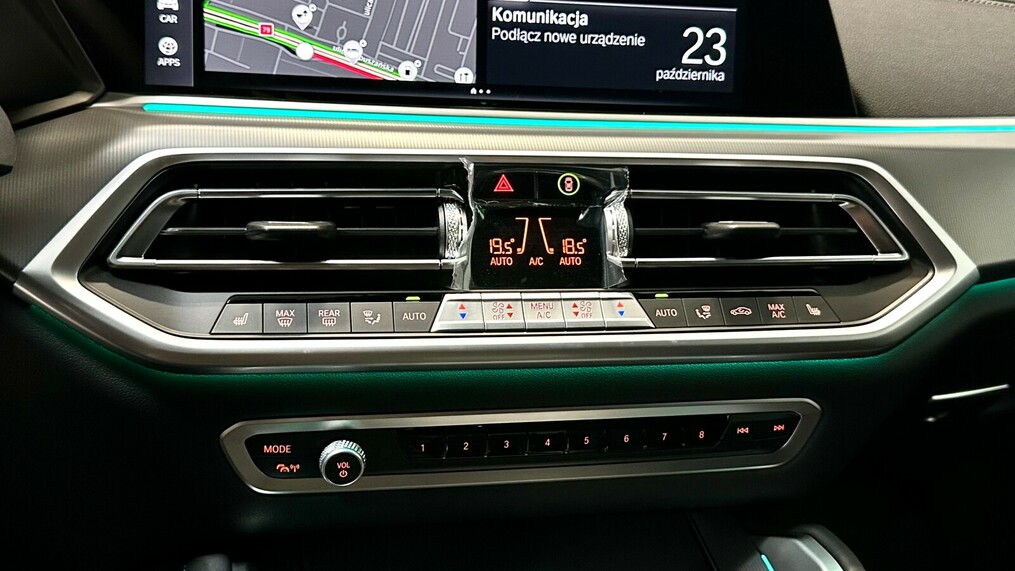 CAR
APPS
79
Komunikacja
Podłącz nowe urządzenie
23
października
19.5°
AUTO
A/C
18.5°
AUTO
MAX
REAR
AUTO
OFF
MENU
A/C
OFF
AUTO
MAX
A/C
MODE
VOL
1
2
3
4
5
6
7
8